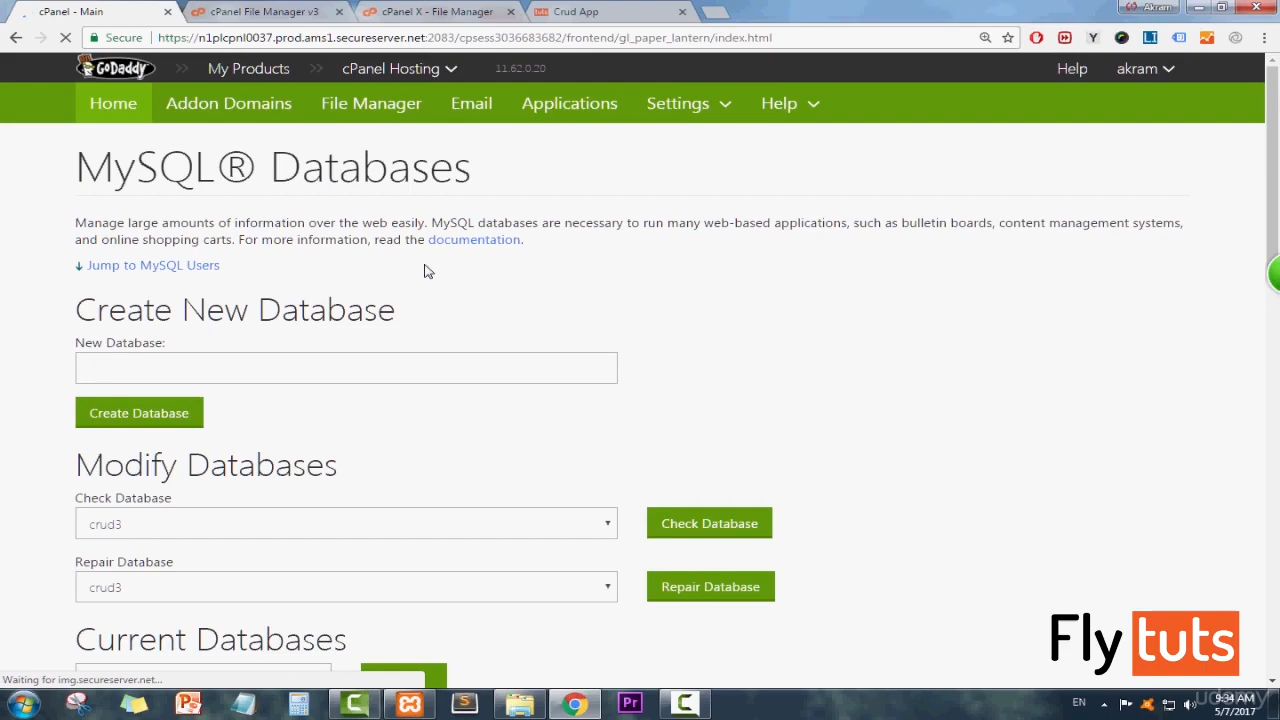 cPanel - Main
cPanel File Manager v3
cPanel X - File Manager
Crud App
Akram
Secure https://n1plcpnl0037.prod.ams1.secureserver.net:2083/cpsess3036683682/frontend/gl_paper_lantern/index.html
GoDaddy My Products cPanel Hosting 11.62.0.20 Help akram
Home Addon Domains File Manager Email Applications Settings Help
MySQL® Databases
Manage large amounts of information over the web easily. MySQL databases are necessary to run many web-based applications, such as bulletin boards, content management systems,
and online shopping carts. For more information, read the documentation.
Jump to MySQL Users
Create New Database
New Database:
Create Database
Modify Databases
Check Database
crud3 Check Database
Repair Database
crud3 Repair Database
Current Databases
Fly tuts
Waiting for img.secureserver.net...
EN 9:34 AM
5/7/2017
udemy